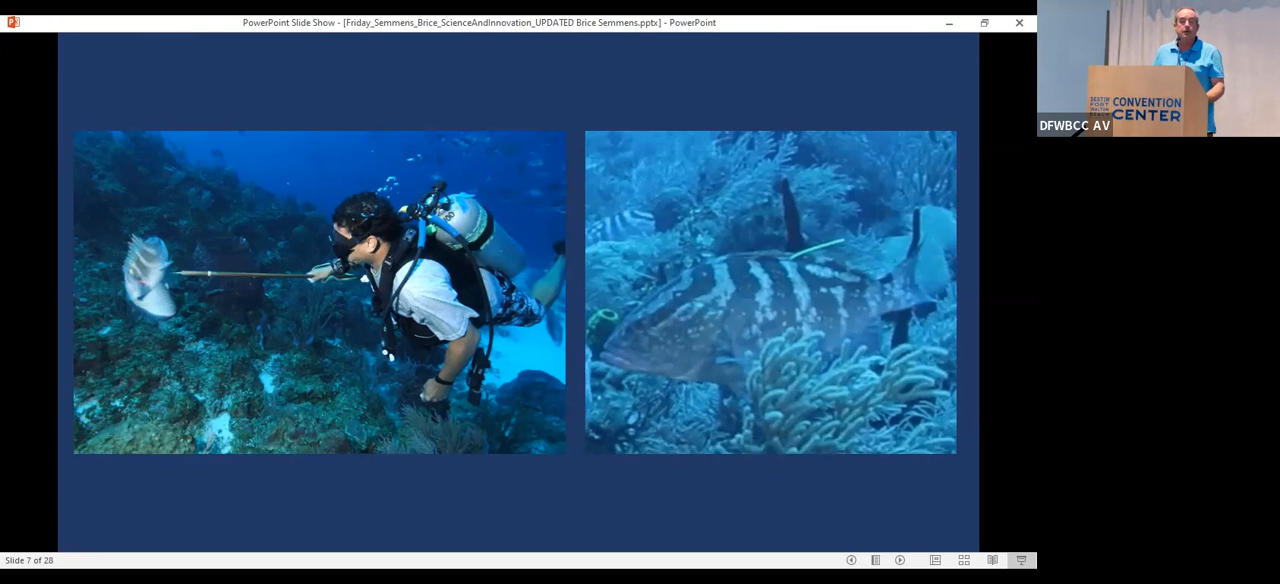 PowerPoint Slide Show - [Friday_Semmens_Brice_ScienceAndInnovation_UPDATED Brice Semmens.pptx] - PowerPoint
DESTIN
FORT
WALTON
BEACH
CONVENTION
CENTER
DFWBCC AV
Slide 7 of 28